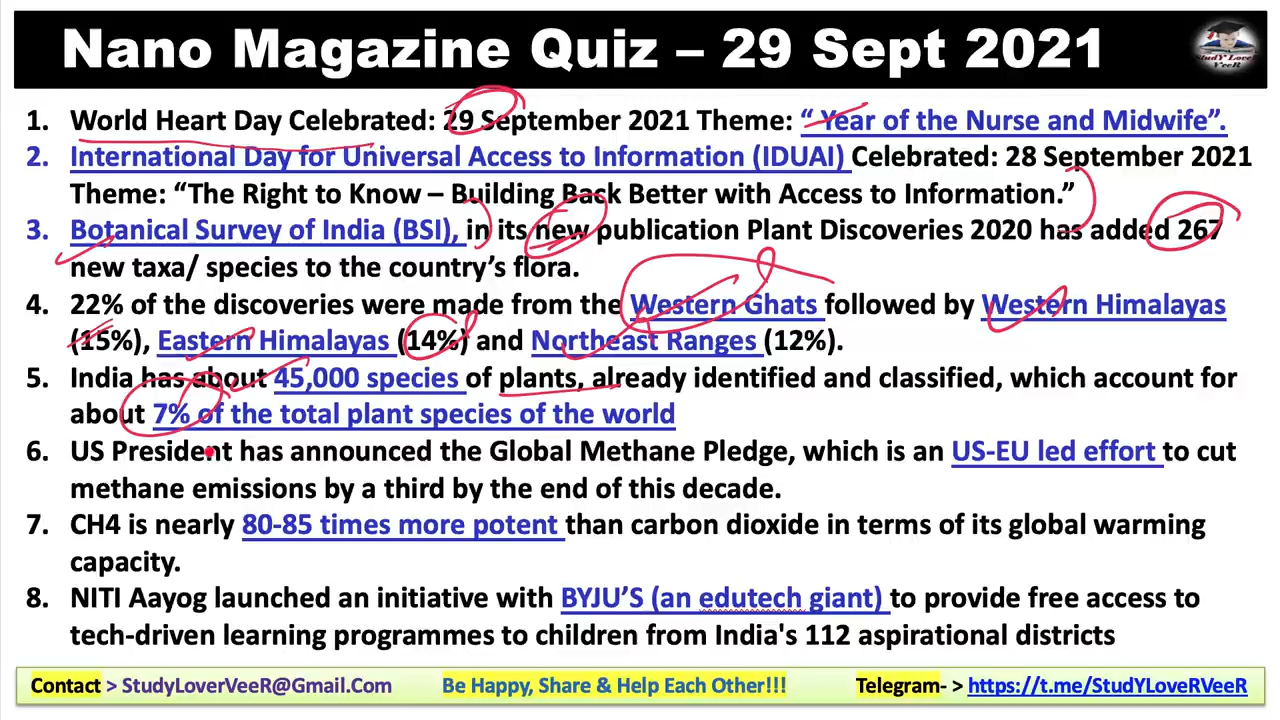 Nano Magazine Quiz – 29 Sept 2021
StudY LoveR
VeeR
1. World Heart Day Celebrated: 29 September 2021 Theme: “ Year of the Nurse and Midwife”.
2. International Day for Universal Access to Information (IDUAI) Celebrated: 28 September 2021
Theme: “The Right to Know – Building Back Better with Access to Information.”
3. Botanical Survey of India (BSI), in its new publication Plant Discoveries 2020 has added 267
new taxa/ species to the country’s flora.
4. 22% of the discoveries were made from the Western Ghats followed by Western Himalayas
(15%), Eastern Himalayas (14%) and Northeast Ranges (12%).
5. India has about 45,000 species of plants, already identified and classified, which account for
about 7% of the total plant species of the world
6. US President has announced the Global Methane Pledge, which is an US-EU led effort to cut
methane emissions by a third by the end of this decade.
7. CH4 is nearly 80-85 times more potent than carbon dioxide in terms of its global warming
capacity.
8. NITI Aayog launched an initiative with BYJU’S (an edutech giant) to provide free access to
tech-driven learning programmes to children from India's 112 aspirational districts
Contact > StudyLoverVeeR@Gmail.Com Be Happy, Share & Help Each Other!!! Telegram- > https://t.me/StudYLoveRVeeR